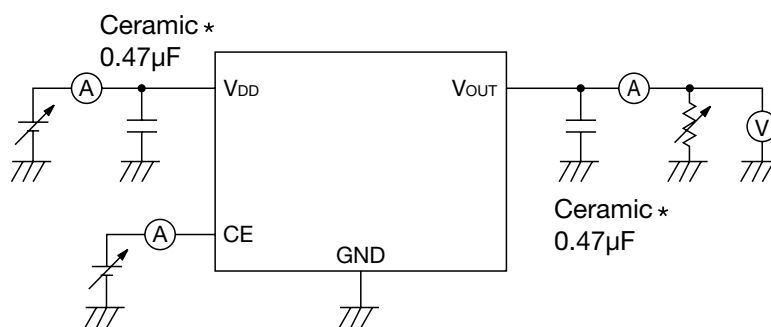 Ceramic *
0.47µF
A
VDD
VOUT
A
V
A
CE
GND
Ceramic *
0.47µF